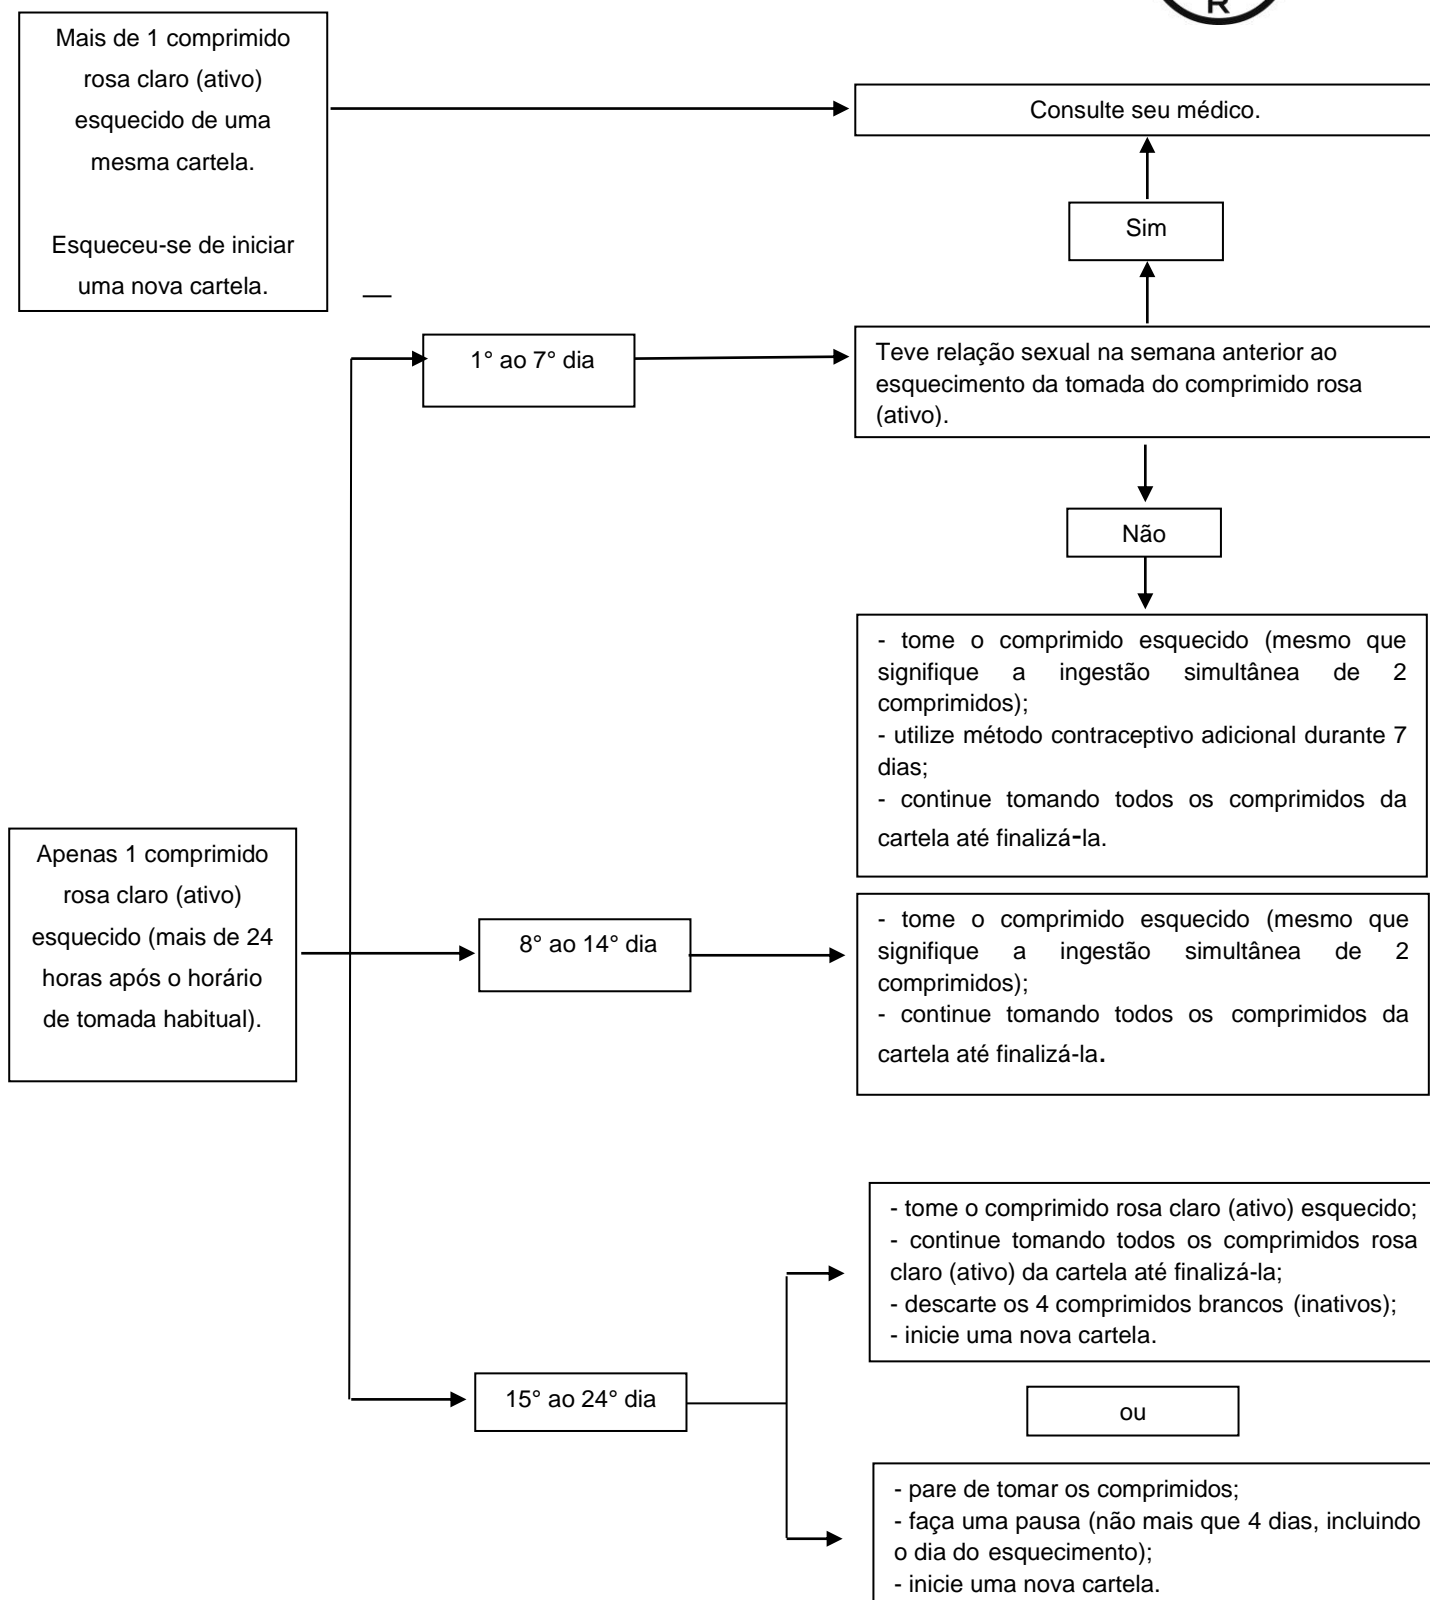 R
Mais de 1 comprimido
rosa claro (ativo)
esquecido de uma
mesma cartela.
Esqueceu-se de iniciar
uma nova cartela.
Consulte seu médico.
Sim
1° ao 7° dia
Teve relação sexual na semana anterior ao
esquecimento da tomada do comprimido rosa
(ativo).
Não
- tome o comprimido esquecido (mesmo que
signifique a ingestão simultânea de 2
comprimidos);
- utilize método contraceptivo adicional durante 7
dias;
- continue tomando todos os comprimidos da
cartela até finalizá-la.
Apenas 1 comprimido
rosa claro (ativo)
esquecido (mais de 24
horas após o horário
de tomada habitual).
8° ao 14° dia
- tome o comprimido esquecido (mesmo que
signifique a ingestão simultânea de 2
comprimidos);
- continue tomando todos os comprimidos da
cartela até finalizá-la.
15° ao 24° dia
- tome o comprimido rosa claro (ativo) esquecido;
- continue tomando todos os comprimidos rosa
claro (ativo) da cartela até finalizá-la;
- descarte os 4 comprimidos brancos (inativos);
- inicie uma nova cartela.
ou
- pare de tomar os comprimidos;
- faça uma pausa (não mais que 4 dias, incluindo
o dia do esquecimento);
- inicie uma nova cartela.